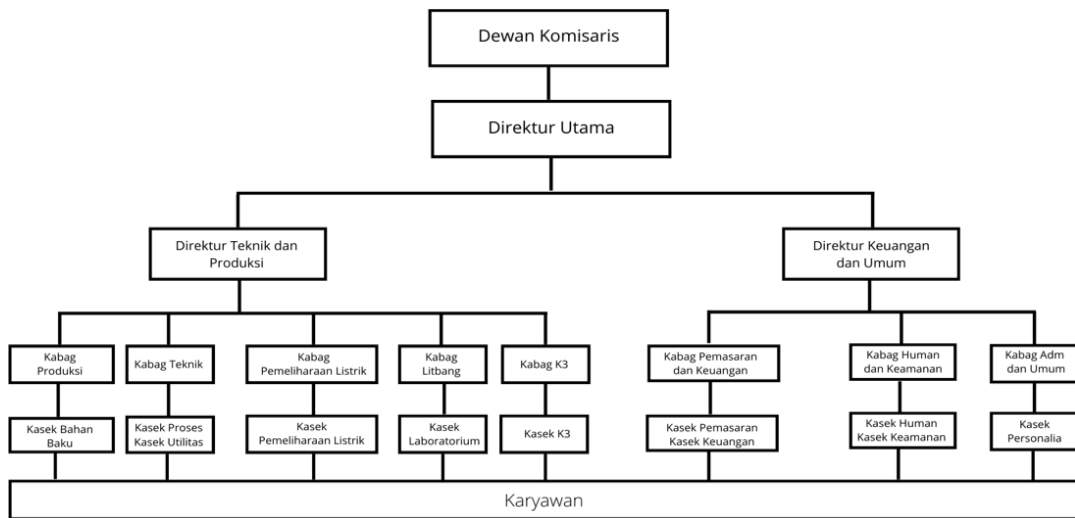 Dewan Komisaris
Direktur Utama
Direktur Teknik dan
Produksi
Direktur Keuangan
dan Umum
Kabag
Produksi
Kabag Teknik
Kabag
Pemeliharaan Listrik
Kabag
Litbang
Kabag K3
Kabag Pemasaran
dan Keuangan
Kabag Human
dan Keamanan
Kabag Adm
dan Umum
Kasek Bahan
Baku
Kasek Proses
Kasek Utilitas
Kasek
Pemeliharaan Listrik
Kasek
Laboratorium
Kasek K3
Kasek Pemasaran
Kasek Keuangan
Kasek Human
Kasek Keamanan
Kasek
Personalia
Karyawan